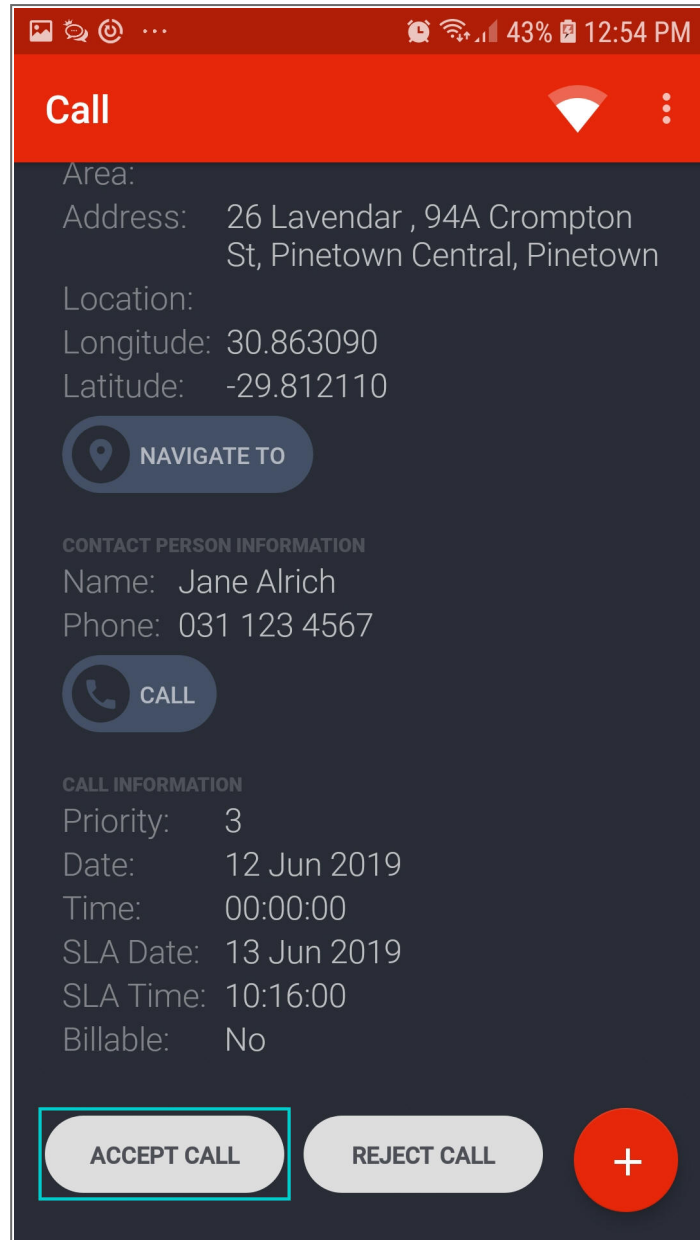 43% 12:54 PM
Call
Area:
Address: 26 Lavendar , 94A Crompton
St, Pinetown Central, Pinetown
Location:
Longitude: 30.863090
Latitude: -29.812110
NAVIGATE TO
CONTACT PERSON INFORMATION
Name: Jane Alrich
Phone: 031 123 4567
CALL
CALL INFORMATION
Priority: 3
Date: 12 Jun 2019
Time: 00:00:00
SLA Date: 13 Jun 2019
SLA Time: 10:16:00
Billable: No
ACCEPT CALL REJECT CALL +